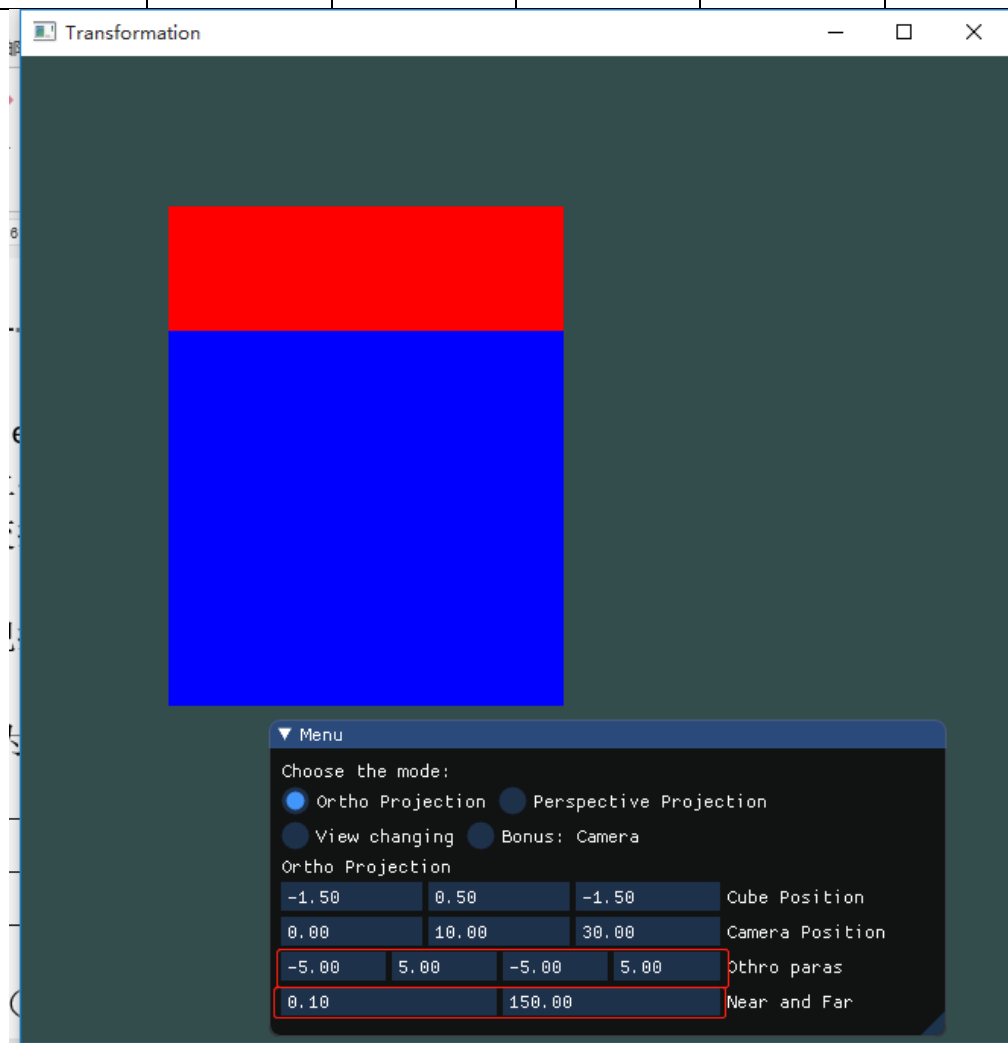 Transformation
▼ Menu
Choose the mode:
Ortho Projection Perspective Projection
View changing Bonus: Camera
Ortho Projection
-1.50 0.50 -1.50 Cube Position
0.00 10.00 30.00 Camera Position
-5.00 5.00 -5.00 5.00 Othro paras
0.10 150.00 Near and Far